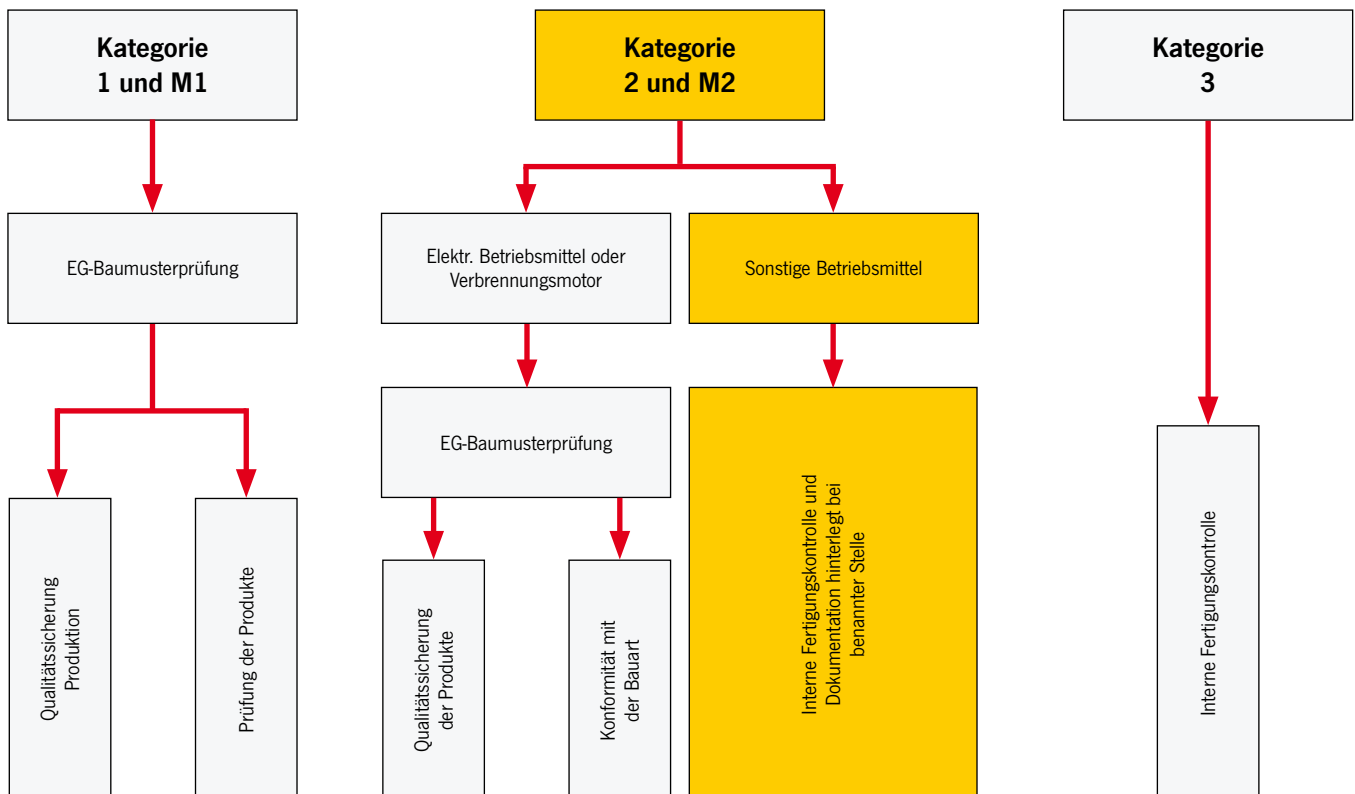 Kategorie
1 und M1
Kategorie
2 und M2
Kategorie
3
EG-Baumusterprüfung
Elektr. Betriebsmittel oder
Verbrennungsmotor
Sonstige Betriebsmittel
EG-Baumusterprüfung
Qualitätssicherung
Produktion
Prüfung der Produkte
Qualitätssicherung
der Produkte
Konformität mit
der Bauart
Interne Fertigungskontrolle und
Dokumentation hinterlegt bei
benannter Stelle
Interne Fertigungskontrolle